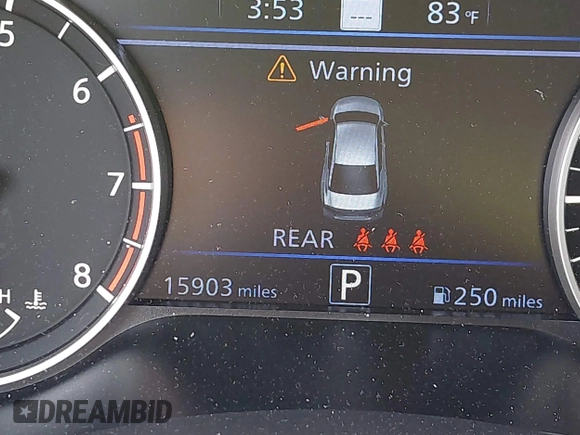 3:53 --- 83°F
5
6
Warning
7
REAR
8
H
15903 miles P 250 miles
DREAMBID